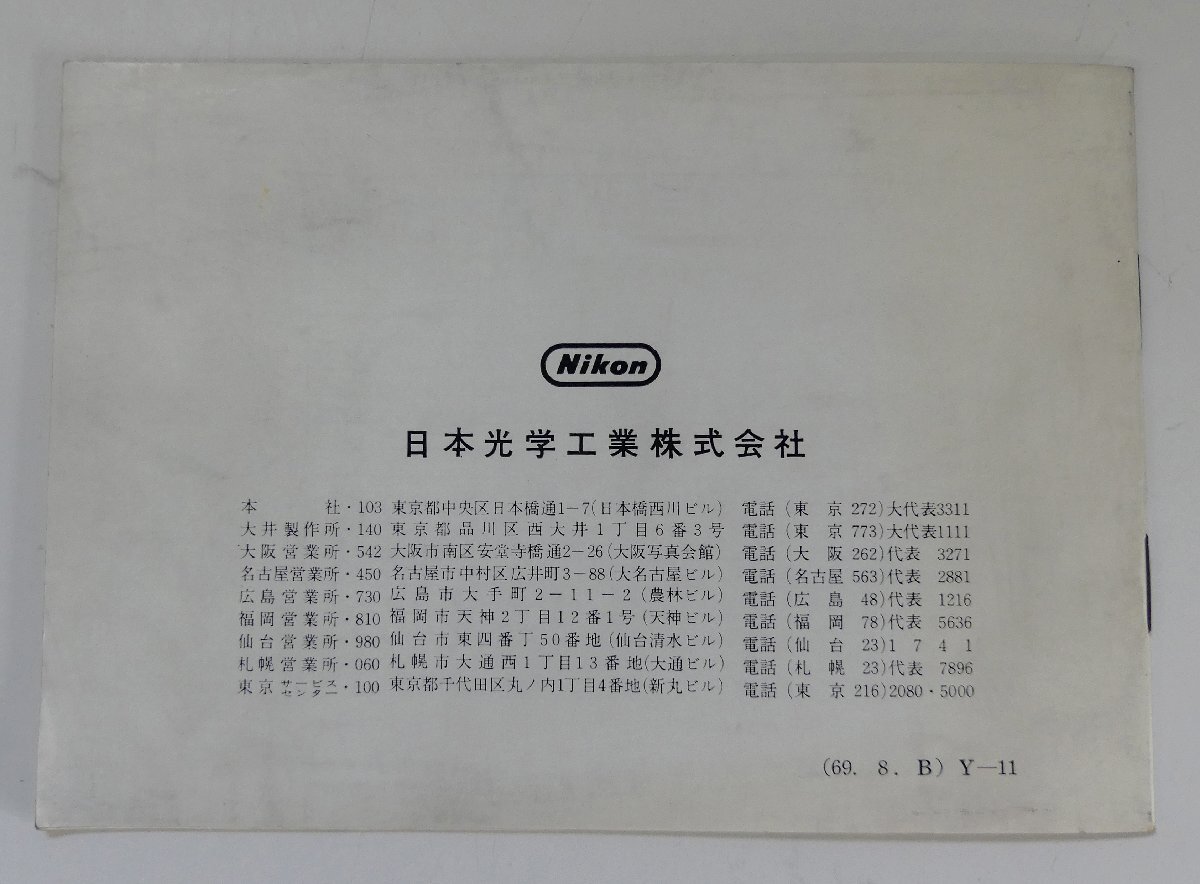 Nikon
日本光学工業株式会社
本社・103 東京都中央区日本橋通1−7(日本橋西川ビル) 電話(東京 272)大代表3311
大井製作所・140 東京都品川区西大井1丁目6番3号 電話(東京 773)大代表1111
大阪営業所・542 大阪市南区安堂寺橋通2−26(大阪写真会館) 電話(大阪 262)代表 3271
名古屋営業所・450 名古屋市中村区広井町3−88(大名古屋ビル) 電話(名古屋 563)代表 2881
広島営業所・730 広島市大手町2−11−2(農林ビル) 電話(広島 48)代表 1216
福岡営業所・810 福岡市天神2丁目12番1号(天神ビル) 電話(福岡 78)代表 5636
仙台営業所・980 仙台市東四番丁50番地(仙台清水ビル) 電話(仙台 23)1741
札幌営業所・060 札幌市大通西1丁目13番地(大通ビル) 電話(札幌 23)代表 7896
東京サービスセンター・100 東京都千代田区丸ノ内1丁目4番地(新丸ビル) 電話(東京 216)2080・5000
(69. 8. B) Y−11